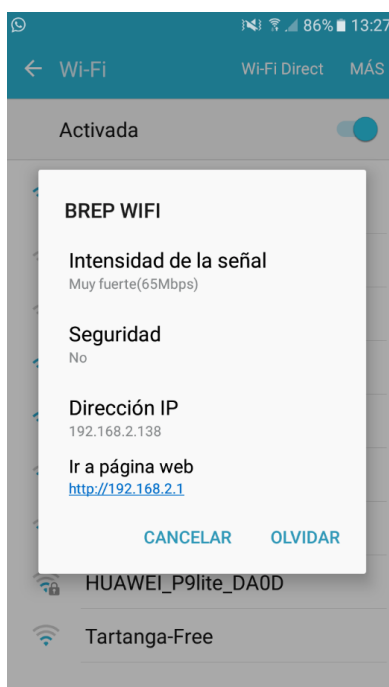 86% 13:27
Wi-Fi Wi-Fi Direct MÁS
Activada
BREP WIFI
Intensidad de la señal
Muy fuerte(65Mbps)
Seguridad
No
Dirección IP
192.168.2.138
Ir a página web
http://192.168.2.1
CANCELAR OLVIDAR
HUAWEI_P9lite_DA0D
Tartanga-Free